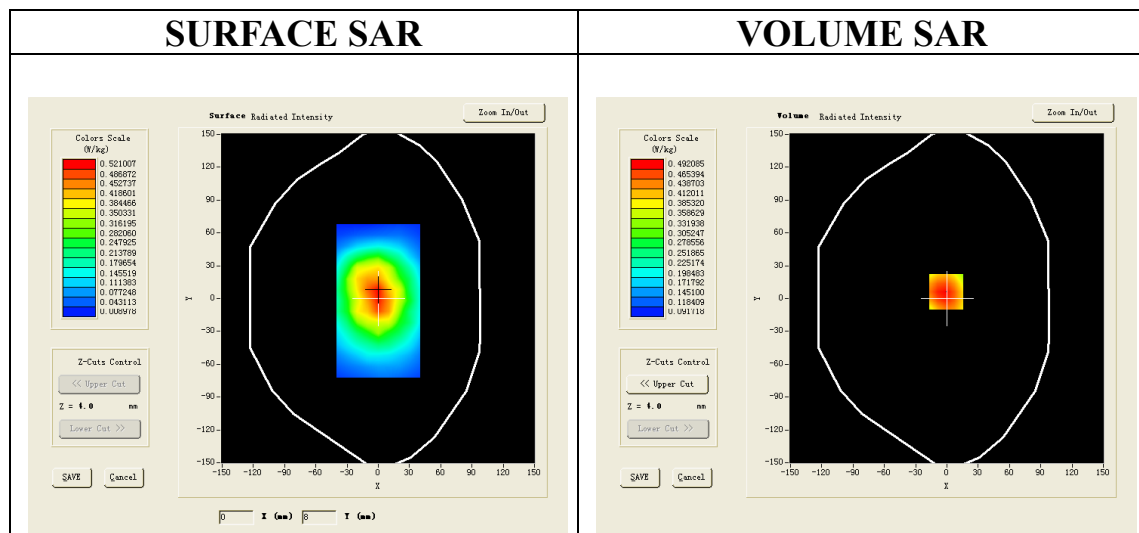 SURFACE SAR
VOLUME SAR
Surface Radiated Intensity
Zoom In/Out
Colors Scale
(W/kg)
0.521007
0.486872
0.452737
0.418601
0.384466
0.350331
0.316195
0.282060
0.247925
0.213789
0.179654
0.145519
0.111383
0.077248
0.043113
0.008978
150
120
90
60
30
0
-30
-60
-90
-120
-150
Y
-150 -120 -90 -60 -30 0 30 60 90 120 150
X
Z-Cuts Control
<< Upper Cut
Z = 4.0 mm
Lower Cut >>
SAVE Cancel
0 X (mm) 8 Y (mm)
Volume Radiated Intensity
Zoom In/Out
Colors Scale
(W/kg)
0.492085
0.465394
0.438703
0.412011
0.385320
0.358629
0.331938
0.305247
0.278556
0.251865
0.225174
0.198483
0.171792
0.145100
0.118409
0.091718
150
120
90
60
30
0
-30
-60
-90
-120
-150
Y
-150 -120 -90 -60 -30 0 30 60 90 120 150
X
Z-Cuts Control
<< Upper Cut
Z = 4.0 mm
Lower Cut >>
SAVE Cancel